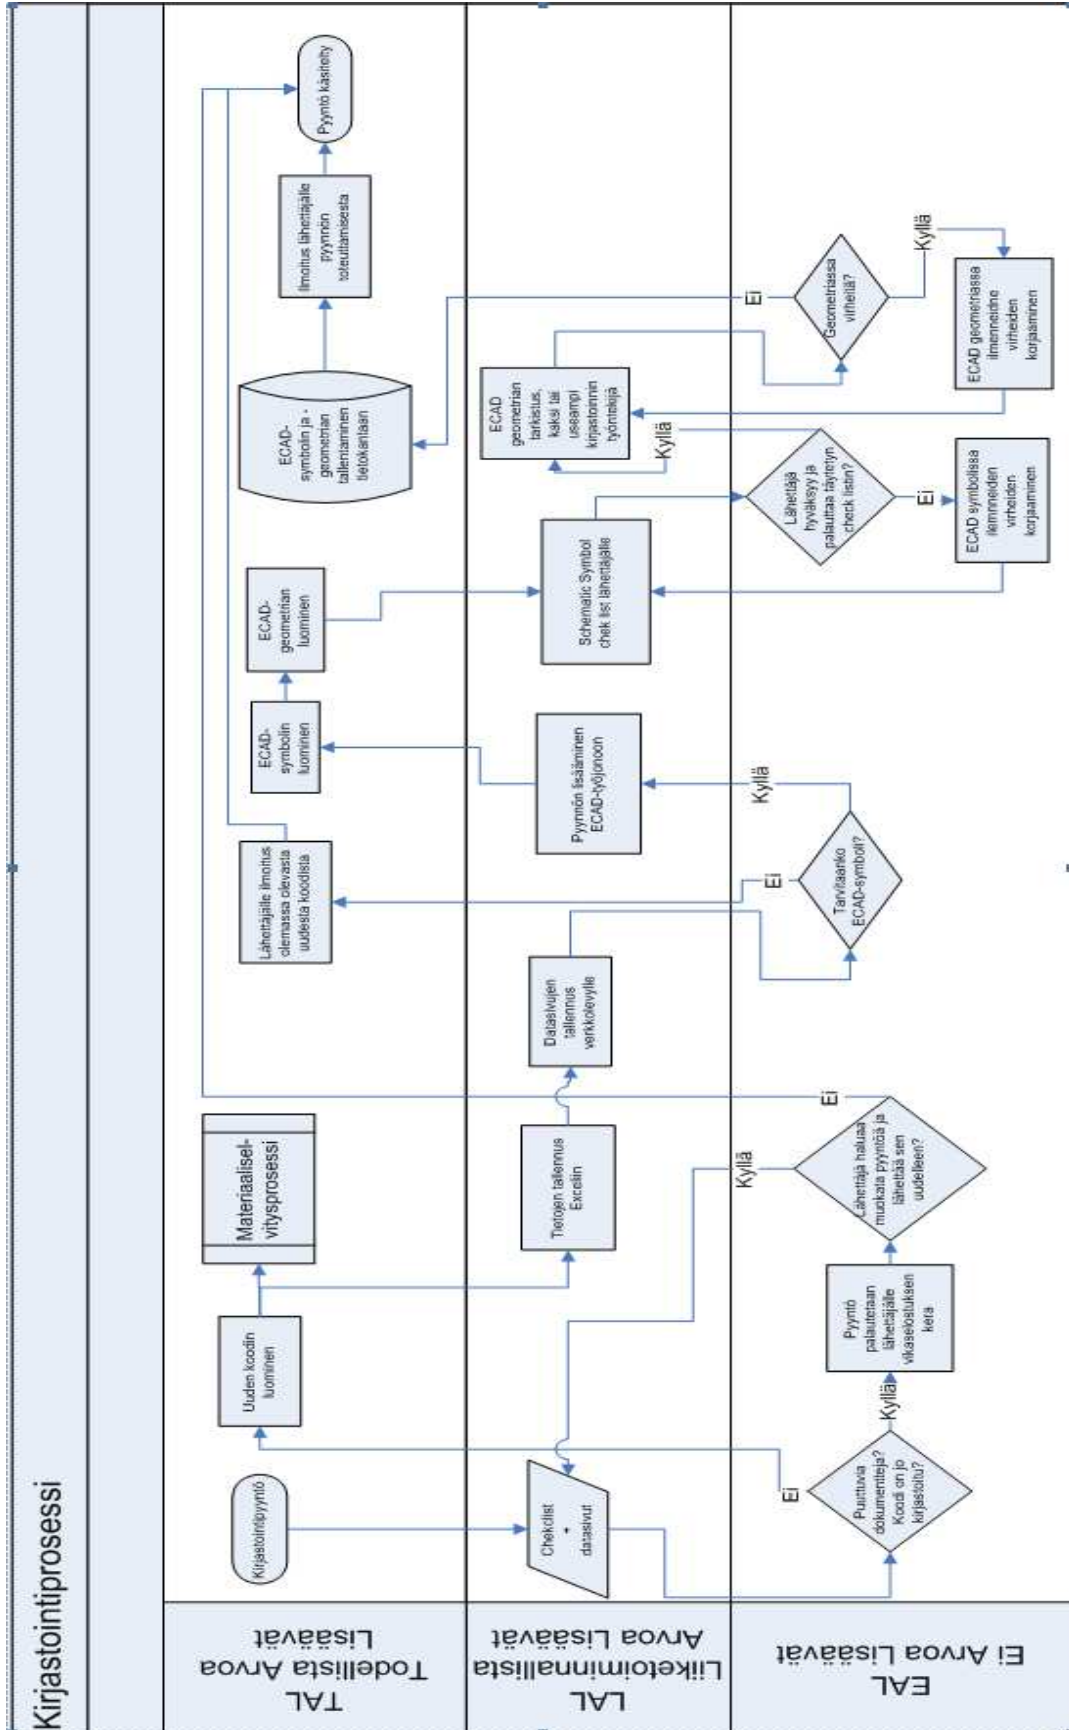 Kirjastointiprosessi
TAL
Todellista Arvoa
Lisäävät
LAL
Liiketoiminnallista
Arvoa Lisäävät
EAL
Ei Arvoa Lisäävät
Kirjastointipyyntö
Uuden koodin
luominen
Materiaalisel-
vitysprosessi
Lähettäjälle ilmoitus
olemassa olevasta
uudesta koodista
ECAD-
symbolin
luominen
ECAD-
geometrian
luominen
ECAD-
symbolin ja -
geometrian
tallentaminen
tietokantaan
Ilmoitus lähettäjälle
pyynnön
toteuttamisesta
Pyyntö käsitelty
Chekclist
+
datasivut
Tietojen tallennus
Exceliin
Datasivujen
tallennus
verkkolevylle
Pyynnön lisääminen
ECAD-työjonoon
Schematic Symbol
chek list lähettäjälle
ECAD
geometrian
tarkistus,
kaksi tai
useampi
kirjastoinnin
työntekijä
Kyllä
Puuttuvia
dokumentteja?
Koodi on jo
kirjastoitu?
Ei
Kyllä
Pyyntö
palautetaan
lähettäjälle
vikaselostuksen
kera
Lähettäjä haluaa
muokata pyyntöä ja
lähettää sen
uudelleen?
Kyllä
Ei
Tarvitaanko
ECAD-symboli?
Ei
Kyllä
Lähettäjä
hyväksyy ja
palauttaa täytetyn
check listin?
Ei
ECAD symbolissa
ilemnneiden
virheiden
korjaaminen
Geometriassa
virheitä?
Ei
Kyllä
ECAD geometriassa
ilmenneidne
virheiden
korjaaminen